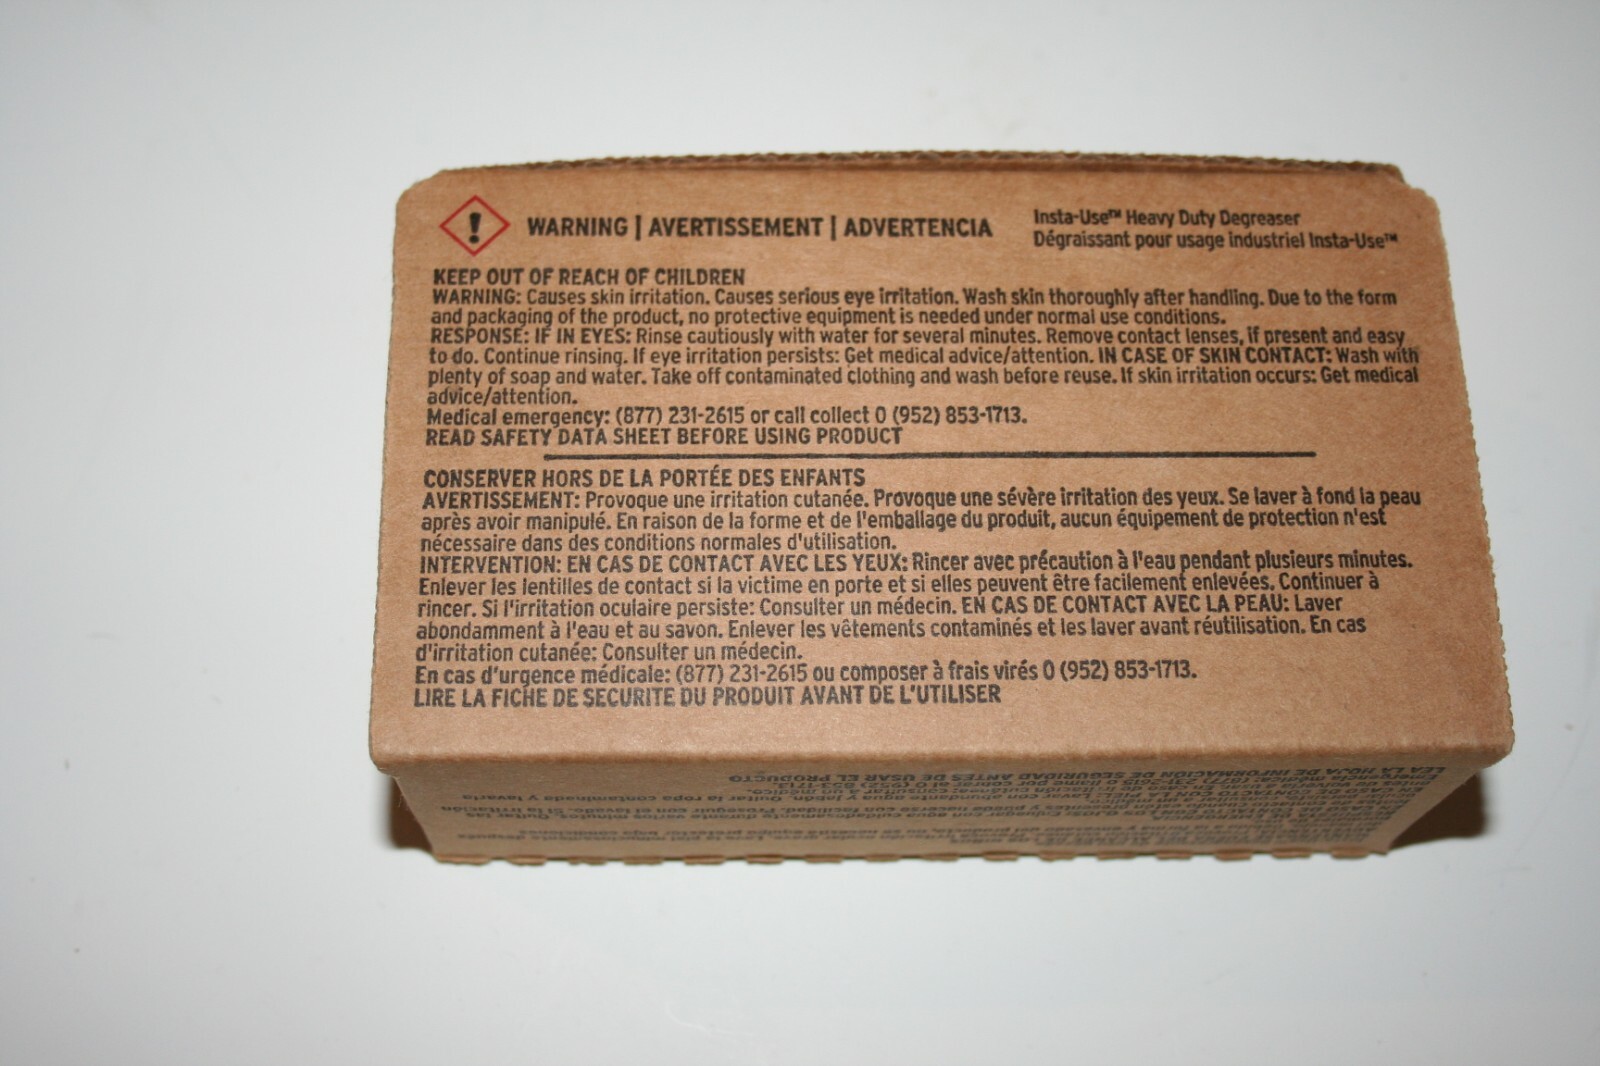 WARNING | AVERTISSEMENT | ADVERTENCIA
Insta-Use™ Heavy Duty Degreaser
Dégraissant pour usage industriel Insta-Use™
KEEP OUT OF REACH OF CHILDREN
WARNING: Causes skin irritation. Causes serious eye irritation. Wash skin thoroughly after handling. Due to the form
and packaging of the product, no protective equipment is needed under normal use conditions.
RESPONSE: IF IN EYES: Rinse cautiously with water for several minutes. Remove contact lenses, if present and easy
to do. Continue rinsing. If eye irritation persists: Get medical advice/attention. IN CASE OF SKIN CONTACT: Wash with
plenty of soap and water. Take off contaminated clothing and wash before reuse. If skin irritation occurs: Get medical
advice/attention.
Medical emergency: (877) 231-2615 or call collect 0 (952) 853-1713.
READ SAFETY DATA SHEET BEFORE USING PRODUCT
CONSERVER HORS DE LA PORTÉE DES ENFANTS
AVERTISSEMENT: Provoque une irritation cutanée. Provoque une sévère irritation des yeux. Se laver à fond la peau
après avoir manipulé. En raison de la forme et de l'emballage du produit, aucun équipement de protection n'est
nécessaire dans des conditions normales d'utilisation.
INTERVENTION: EN CAS DE CONTACT AVEC LES YEUX: Rincer avec précaution à l'eau pendant plusieurs minutes.
Enlever les lentilles de contact si la victime en porte et si elles peuvent être facilement enlevées. Continuer à
rincer. Si l'irritation oculaire persiste: Consulter un médecin. EN CAS DE CONTACT AVEC LA PEAU: Laver
abondamment à l'eau et au savon. Enlever les vêtements contaminés et les laver avant réutilisation. En cas
d'irritation cutanée: Consulter un médecin.
En cas d'urgence médicale: (877) 231-2615 ou composer à frais virés 0 (952) 853-1713.
LIRE LA FICHE DE SECURITE DU PRODUIT AVANT DE L'UTILISER
LEA LA HOJA DE INFORMACIÓN DE SEGURIDAD ANTES DE USAR EL PRODUCTO